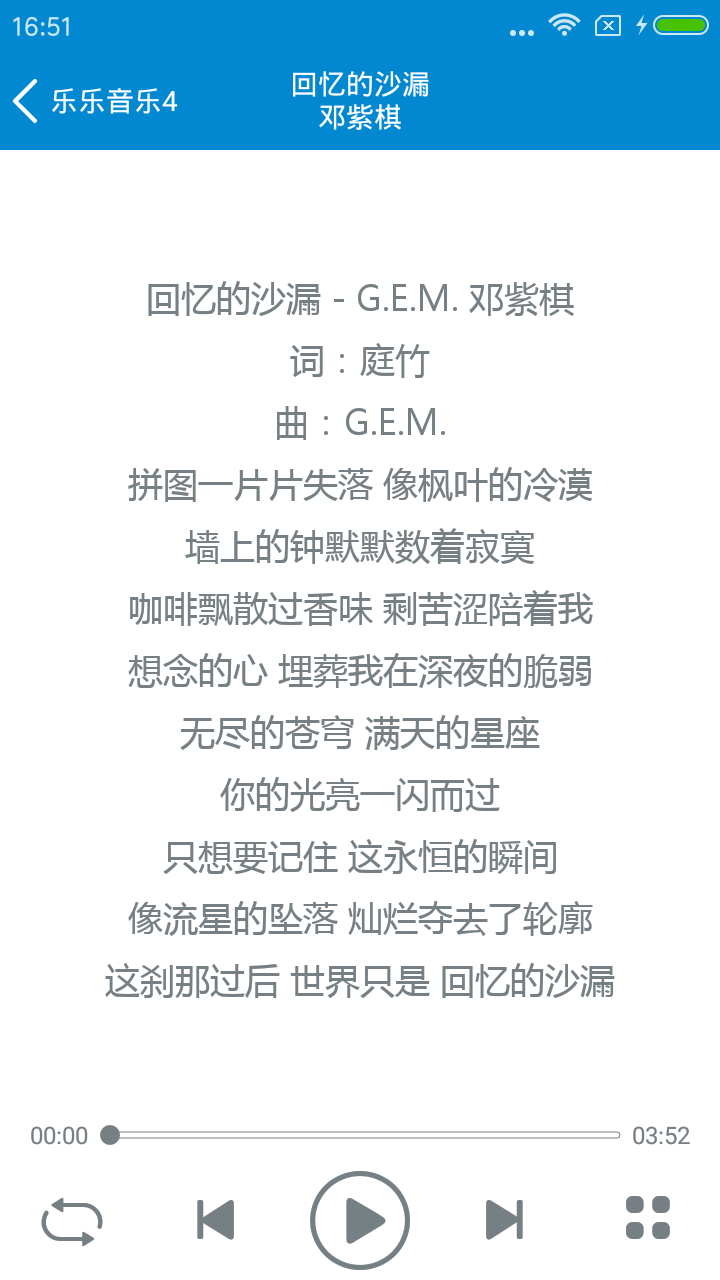 16:51
乐乐音乐4
回忆的沙漏
邓紫棋
回忆的沙漏 - G.E.M. 邓紫棋
词：庭竹
曲：G.E.M.
拼图一片片失落 像枫叶的冷漠
墙上的钟默默数着寂寞
咖啡飘散过香味 剩苦涩陪着我
想念的心 埋葬我在深夜的脆弱
无尽的苍穹 满天的星座
你的光亮一闪而过
只想要记住 这永恒的瞬间
像流星的坠落 灿烂夺去了轮廓
这刹那过后 世界只是 回忆的沙漏
00:00
03:52